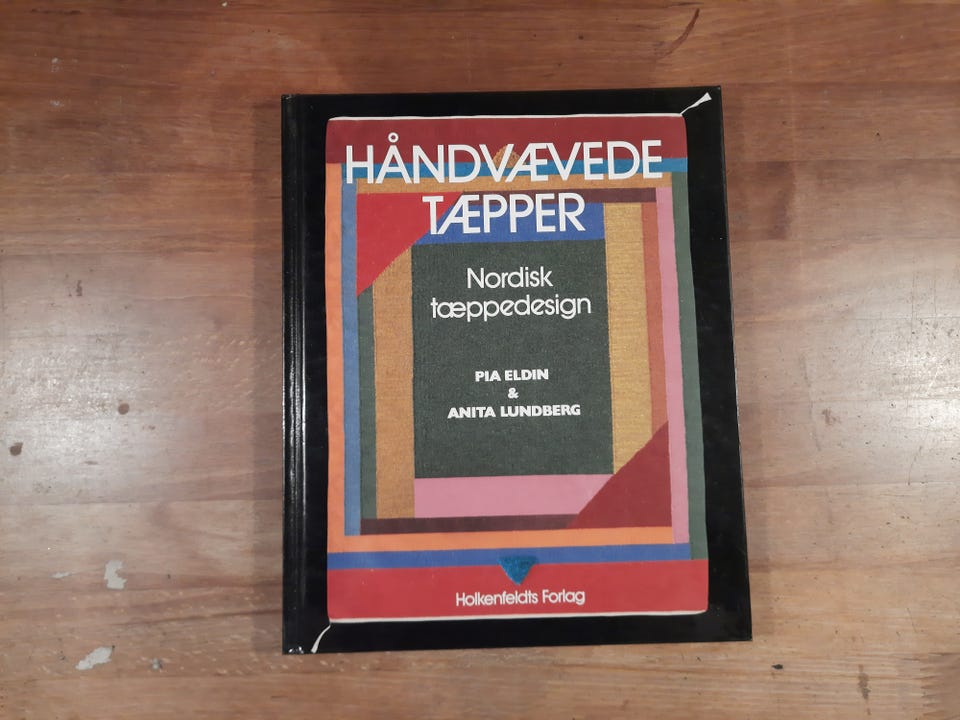 HÅNDVÆVEDE
TÆPPER
Nordisk
tæppedesign
PIA ELDIN
&
ANITA LUNDBERG
Holkenfeldts Forlag